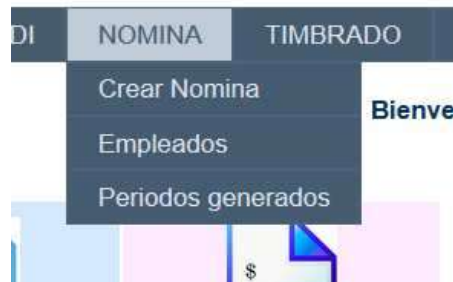 DI NOMINA TIMBRADO
Crear Nomina
Bienve
Empleados
Periodos generados
$